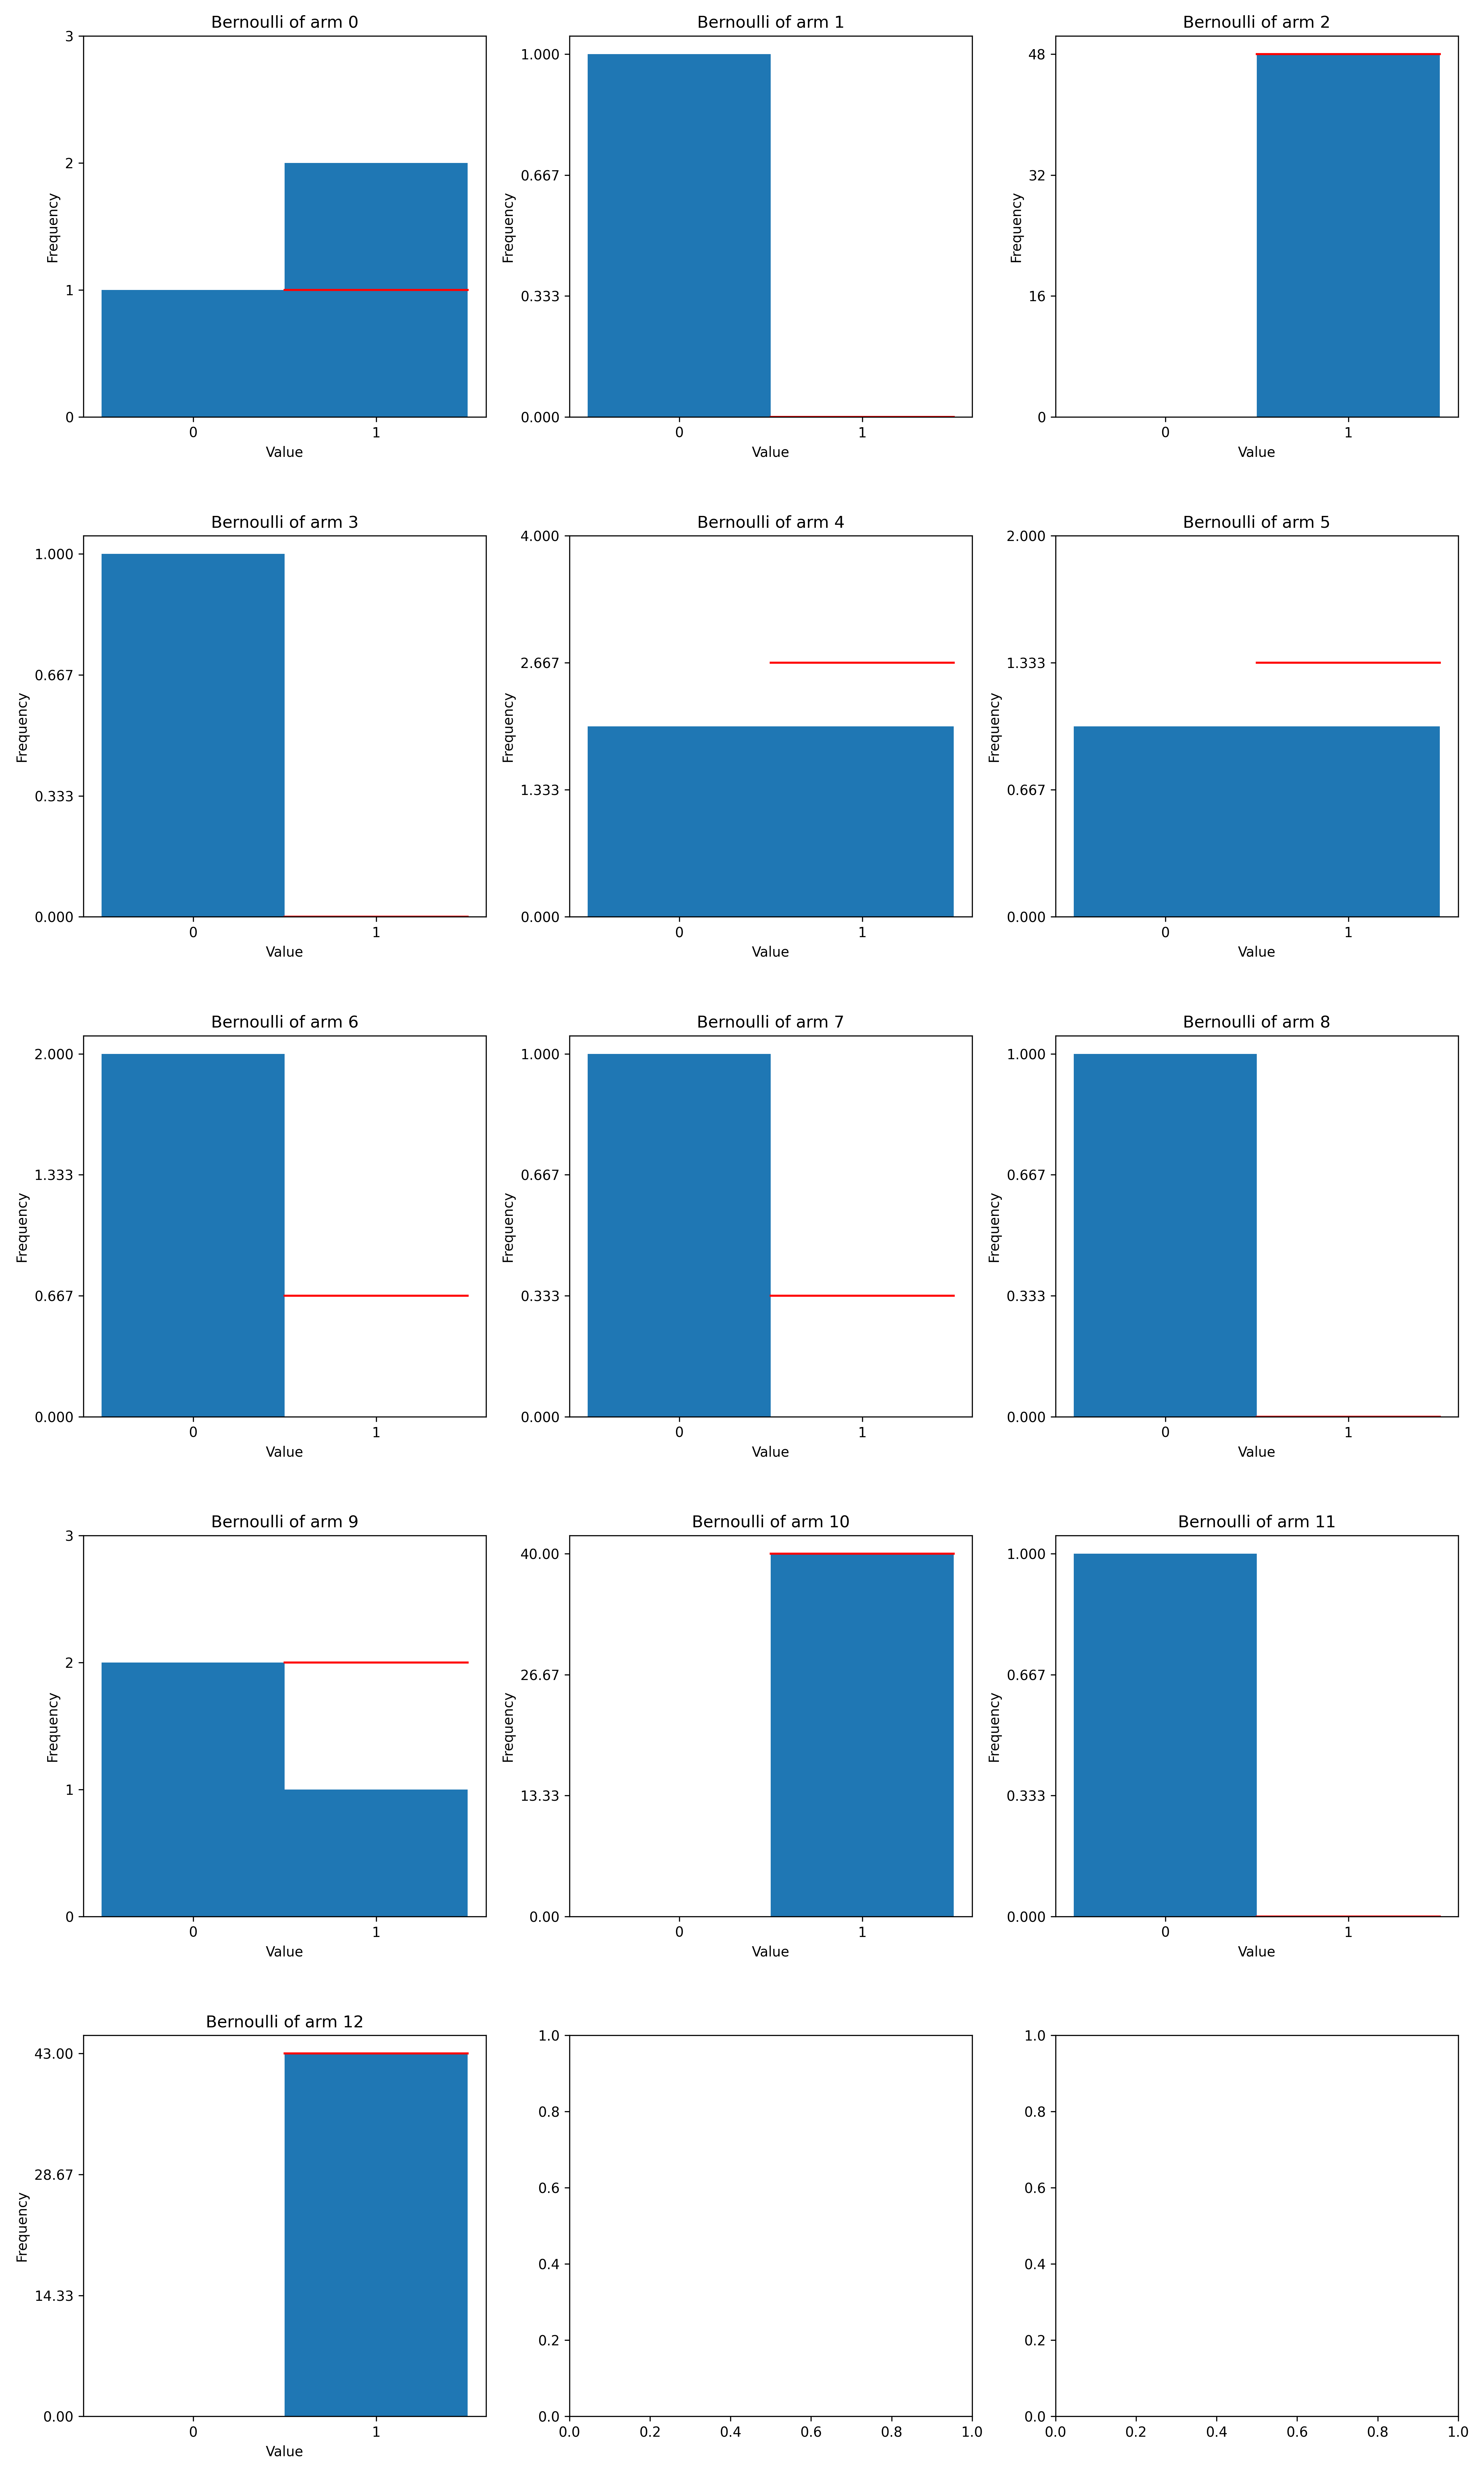 Bernoulli of arm 0
3
2
1
0
Frequency
0 1
Value
Bernoulli of arm 1
1.000
0.667
0.333
0.000
Frequency
0 1
Value
Bernoulli of arm 2
48
32
16
0
Frequency
0 1
Value
Bernoulli of arm 3
1.000
0.667
0.333
0.000
Frequency
0 1
Value
Bernoulli of arm 4
4.000
2.667
1.333
0.000
Frequency
0 1
Value
Bernoulli of arm 5
2.000
1.333
0.667
0.000
Frequency
0 1
Value
Bernoulli of arm 6
2.000
1.333
0.667
0.000
Frequency
0 1
Value
Bernoulli of arm 7
1.000
0.667
0.333
0.000
Frequency
0 1
Value
Bernoulli of arm 8
1.000
0.667
0.333
0.000
Frequency
0 1
Value
Bernoulli of arm 9
3
2
1
0
Frequency
0 1
Value
Bernoulli of arm 10
40.00
26.67
13.33
0.00
Frequency
0 1
Value
Bernoulli of arm 11
1.000
0.667
0.333
0.000
Frequency
0 1
Value
Bernoulli of arm 12
43.00
28.67
14.33
0.00
Frequency
0 1
Value
1.0
0.8
0.6
0.4
0.2
0.0
0.0 0.2 0.4 0.6 0.8 1.0
1.0
0.8
0.6
0.4
0.2
0.0
0.0 0.2 0.4 0.6 0.8 1.0